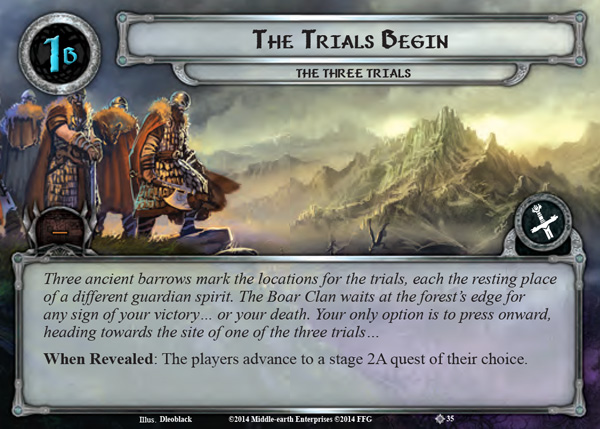 1B
THE TRIALS BEGIN
THE THREE TRIALS
–
Three ancient barrows mark the locations for the trials, each the resting place
of a different guardian spirit. The Boar Clan waits at the forest's edge for
any sign of your victory… or your death. Your only option is to press onward,
heading towards the site of one of the three trials…
When Revealed: The players advance to a stage 2A quest of their choice.
Illus. Dleoblack ©2014 Middle-earth Enterprises ©2014 FFG 35